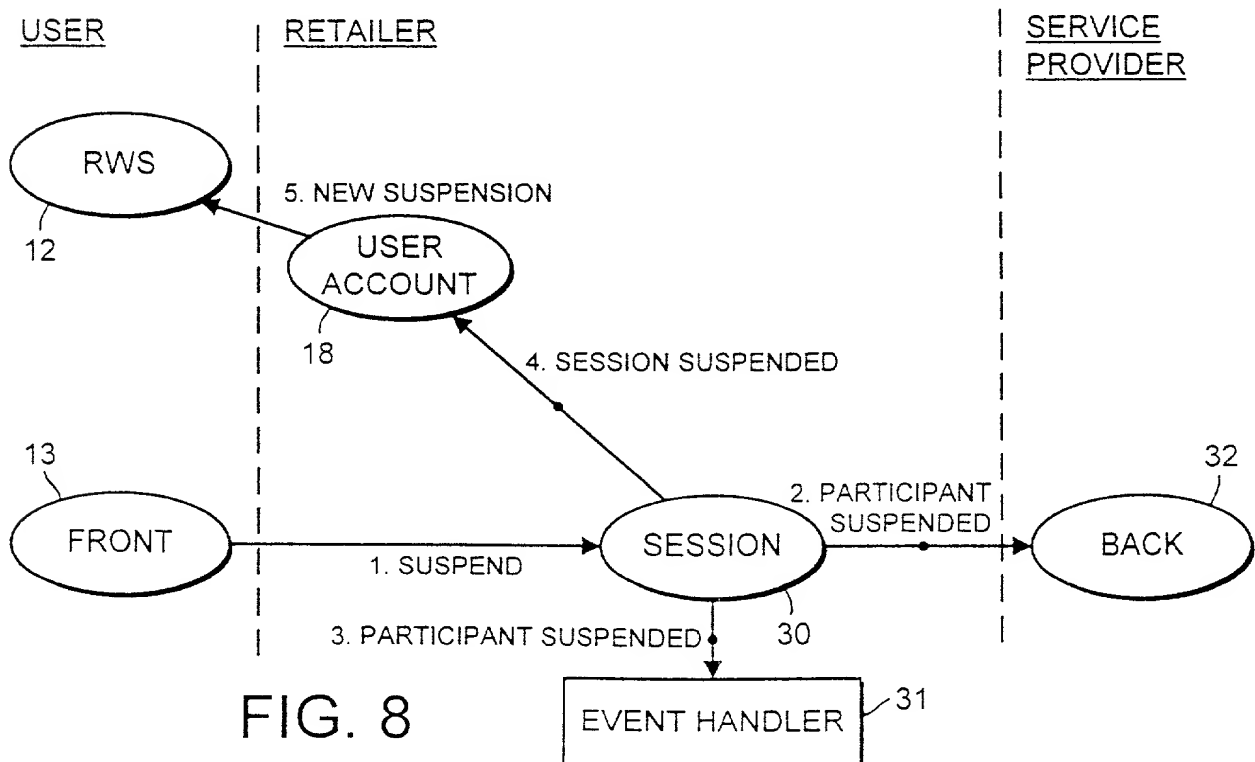 USER
RETAILER
SERVICE
PROVIDER
RWS
12
5. NEW SUSPENSION
USER
ACCOUNT
18
4. SESSION SUSPENDED
13
FRONT
1. SUSPEND
SESSION
30
2. PARTICIPANT
SUSPENDED
32
BACK
3. PARTICIPANT SUSPENDED
EVENT HANDLER
31
FIG. 8